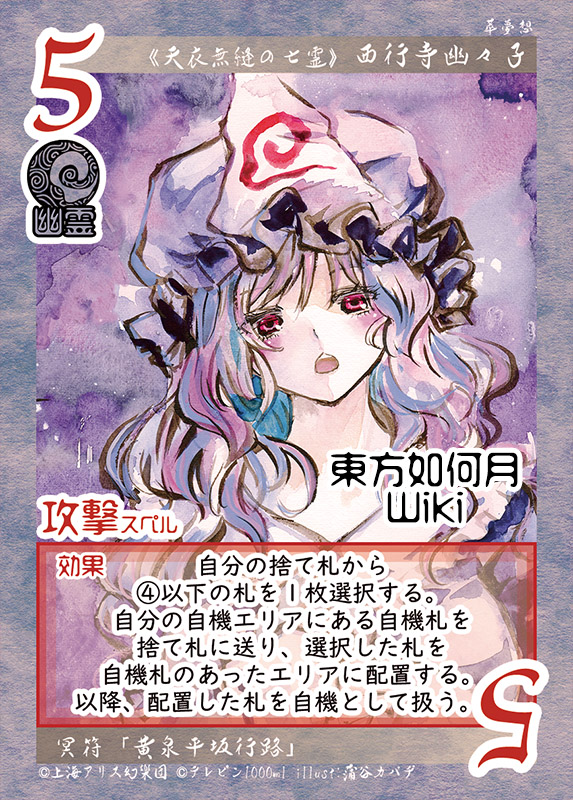 華夢想
5
《天衣無縫の亡霊》 西行寺幽々子
幽霊
東方如何月
Wiki
攻撃スペル
効果
自分の捨て札から
④以下の札を1枚選択する。
自分の自機エリアにある自機札を
捨て札に送り、選択した札を
自機札のあったエリアに配置する。
以降、配置した札を自機として扱う。
5
冥符「黄泉平坂行路」
©上海アリス幻樂団 ©テレピン1000ml illust:蒲谷カバヂ